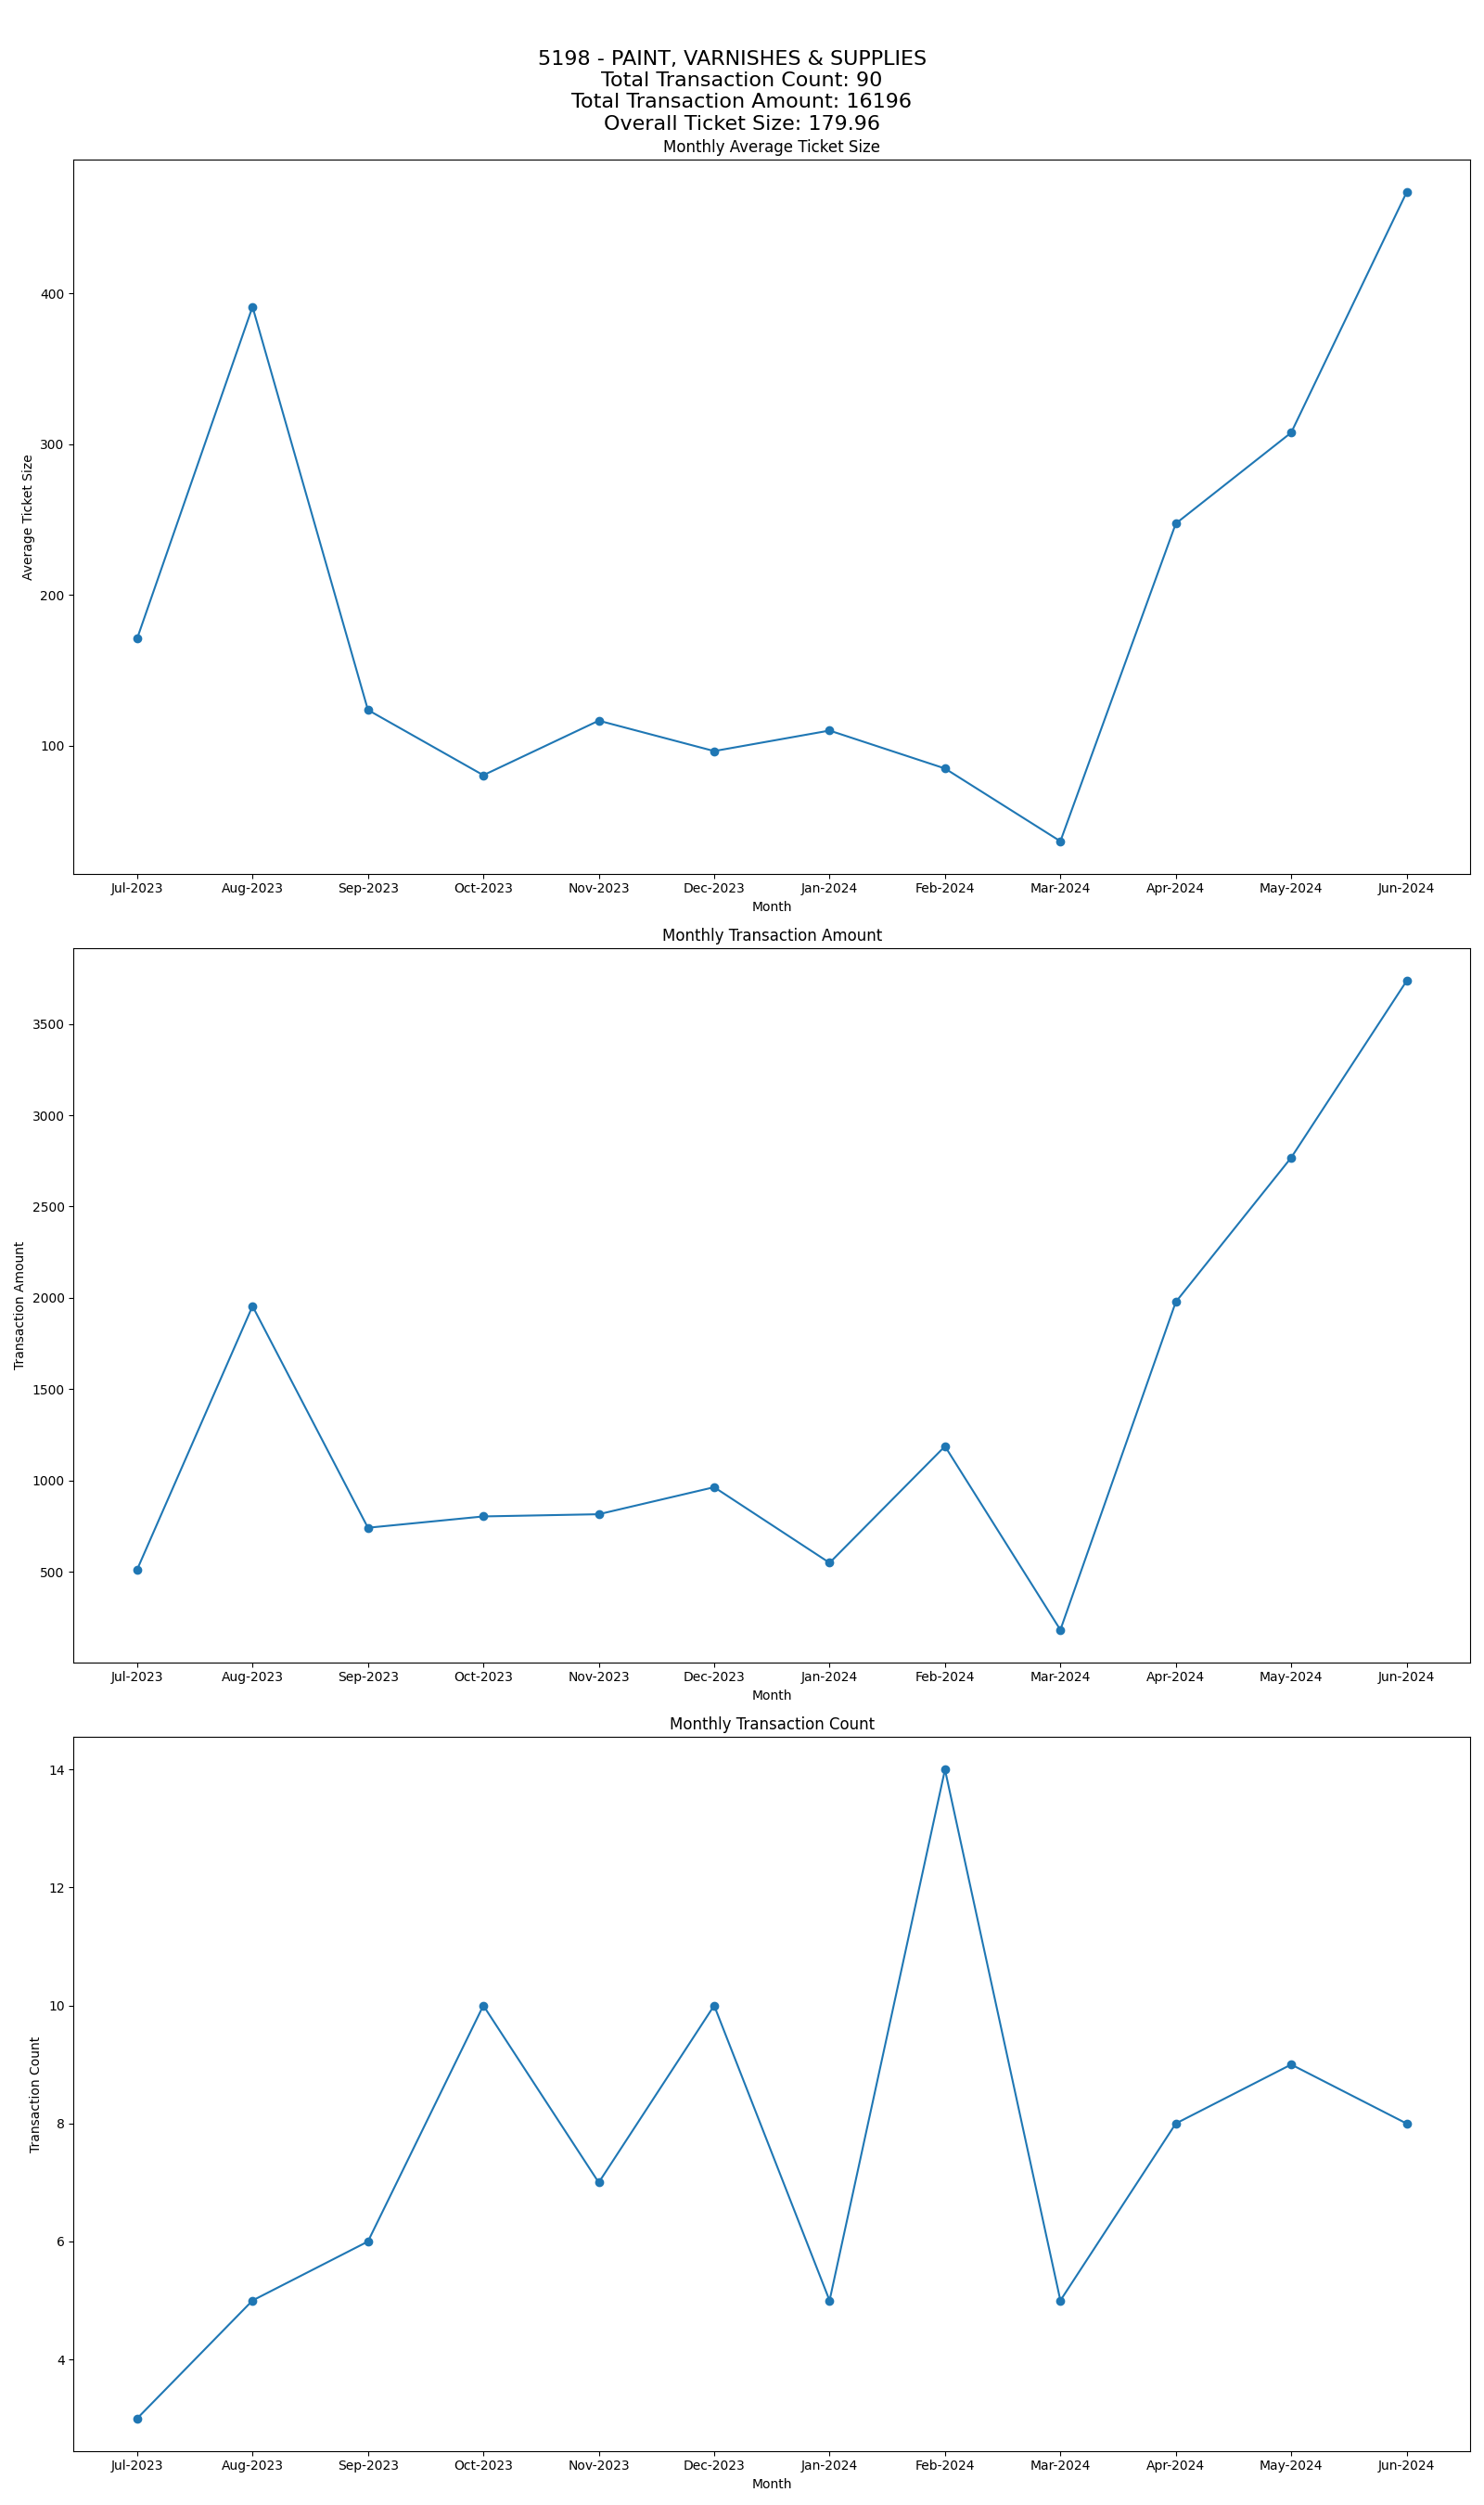 5198 - PAINT, VARNISHES & SUPPLIES
Total Transaction Count: 90
Total Transaction Amount: 16196
Overall Ticket Size: 179.96
Monthly Average Ticket Size
400
300
200
100
Average Ticket Size
Jul-2023 Aug-2023 Sep-2023 Oct-2023 Nov-2023 Dec-2023 Jan-2024 Feb-2024 Mar-2024 Apr-2024 May-2024 Jun-2024
Month
Monthly Transaction Amount
3500
3000
2500
2000
1500
1000
500
Transaction Amount
Jul-2023 Aug-2023 Sep-2023 Oct-2023 Nov-2023 Dec-2023 Jan-2024 Feb-2024 Mar-2024 Apr-2024 May-2024 Jun-2024
Month
Monthly Transaction Count
14
12
10
8
6
4
Transaction Count
Jul-2023 Aug-2023 Sep-2023 Oct-2023 Nov-2023 Dec-2023 Jan-2024 Feb-2024 Mar-2024 Apr-2024 May-2024 Jun-2024
Month